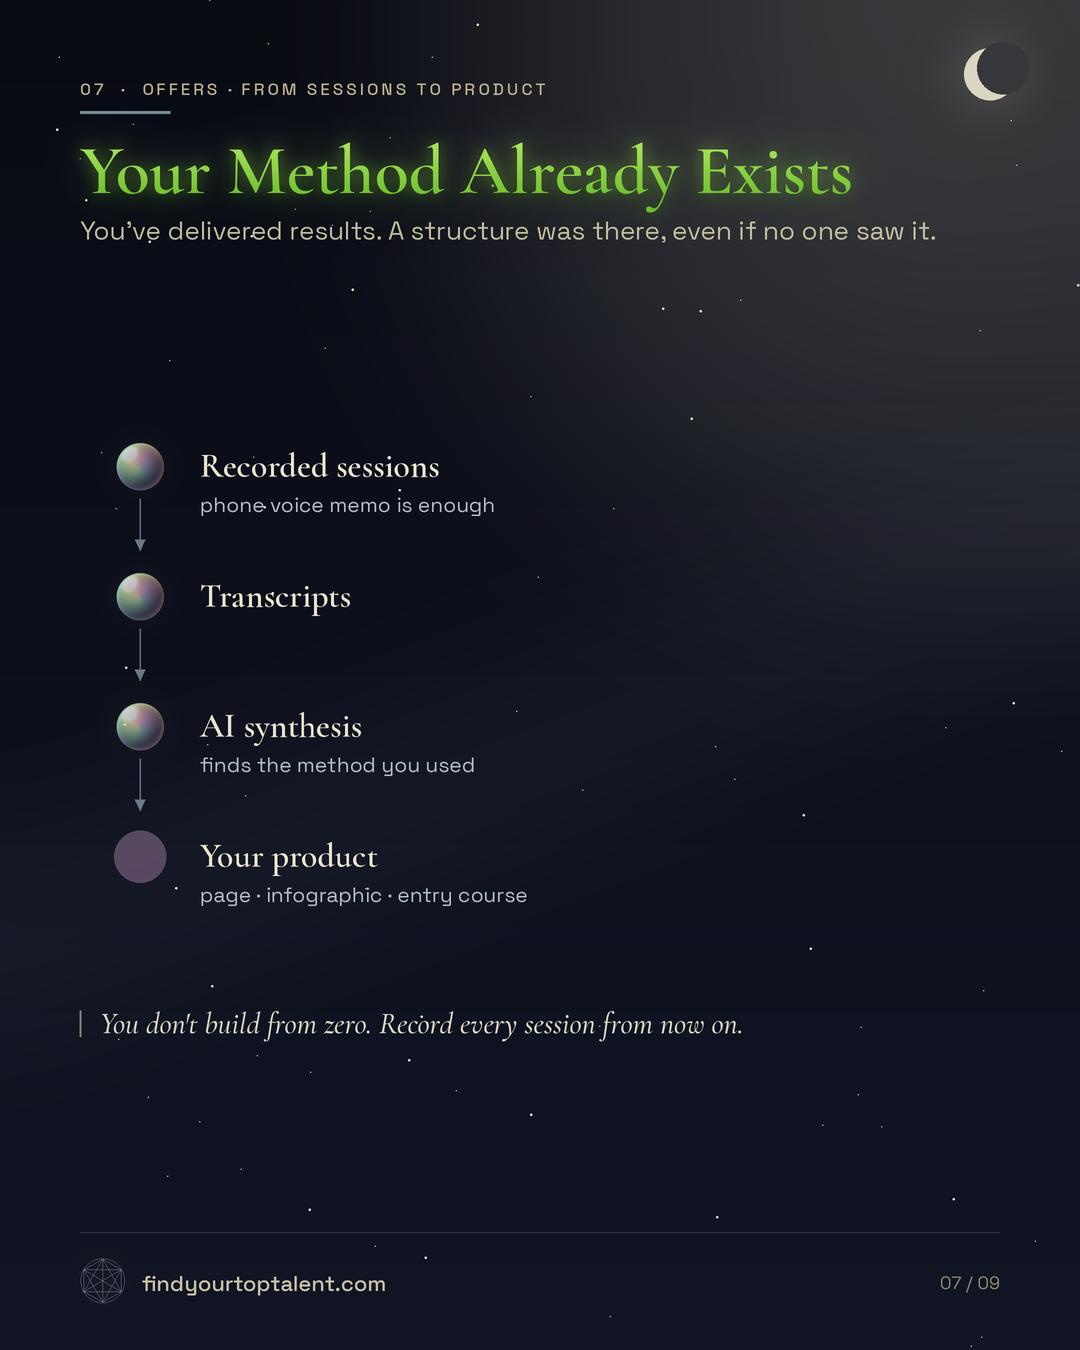 07 · OFFERS · FROM SESSIONS TO PRODUCT
Your Method Already Exists
You’ve delivered results. A structure was there, even if no one saw it.
Recorded sessions
phone voice memo is enough
Transcripts
AI synthesis
finds the method you used
Your product
page · infographic · entry course
You don't build from zero. Record every session from now on.
findyourtoptalent.com
07 / 09